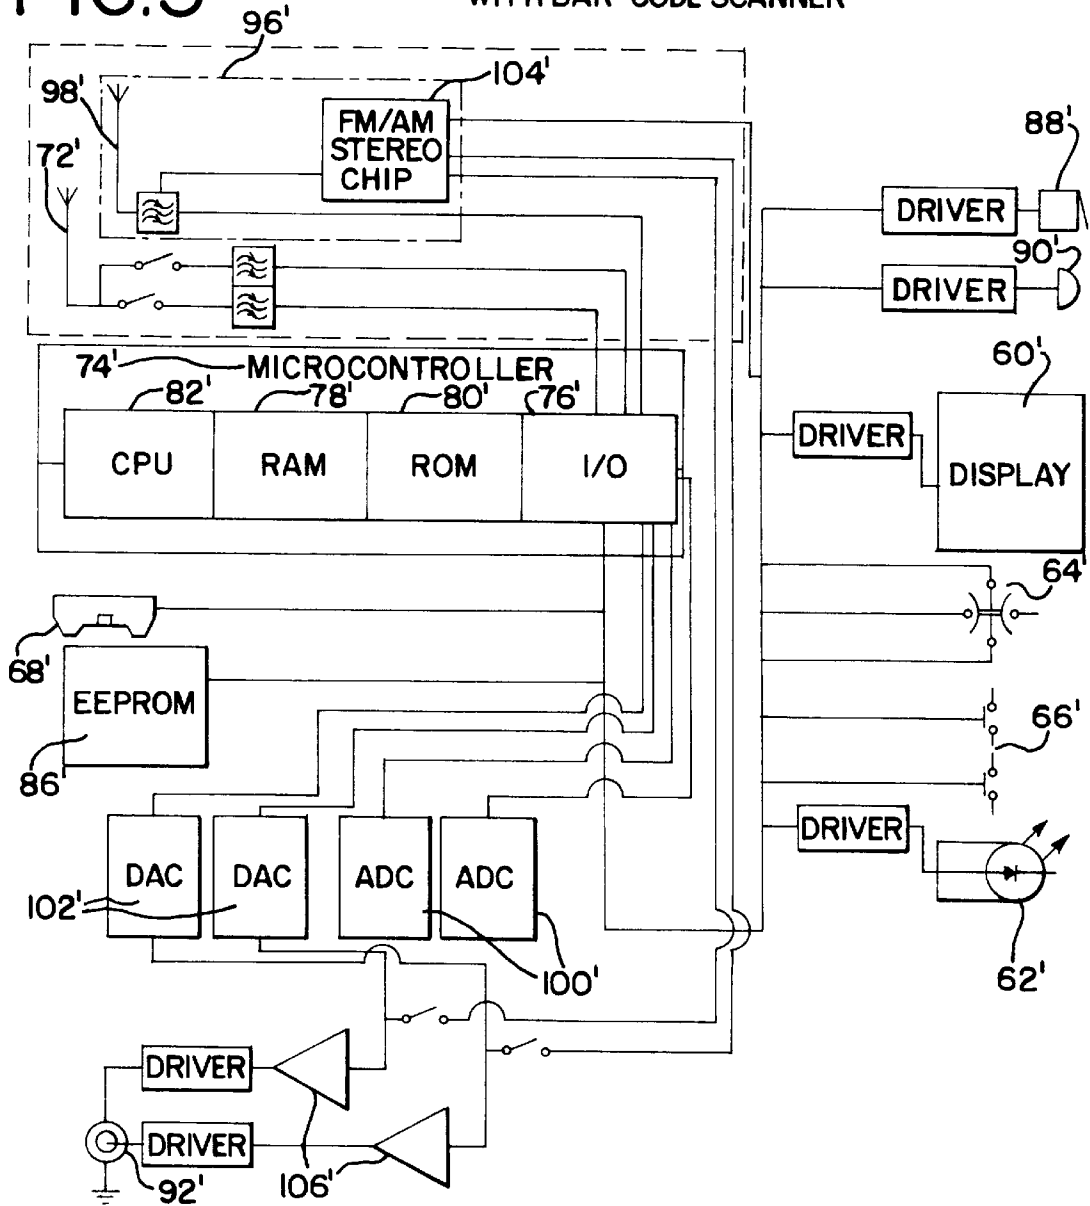 WITH BAR CODE SCANNER
96'
98'
104'
FM/AM
STEREO
CHIP
72'
88'
DRIVER
90'
DRIVER
74'
MICROCONTROLLER
60'
82'
78'
80'
76'
CPU
RAM
ROM
I/O
DRIVER
DISPLAY
64'
68'
EEPROM
86'
66'
DRIVER
DAC
DAC
ADC
ADC
102'
100'
62'
DRIVER
DRIVER
92'
106'